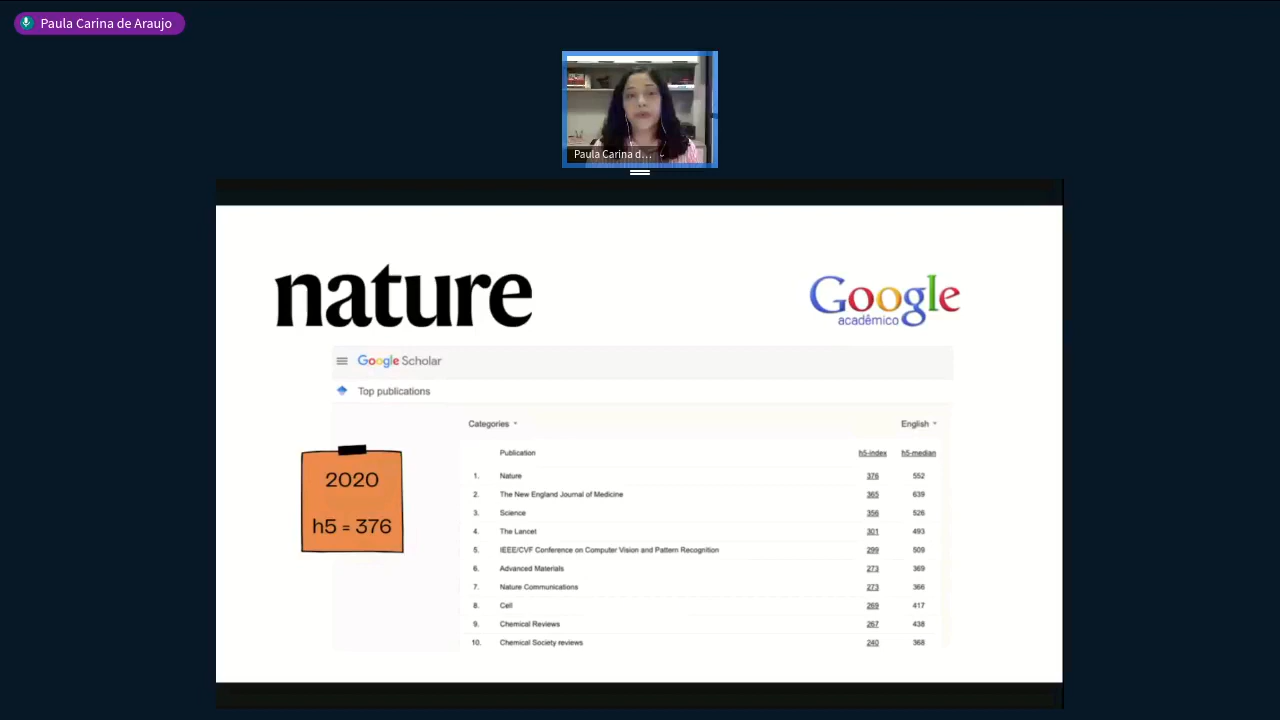 Paula Carina de Araujo
Paula Carina d...
nature
Google
acadêmico
Google Scholar
Top publications
Categories
English
Publication h5-index h5-median
1. Nature 376 552
2. The New England Journal of Medicine 365 639
3. Science 356 526
4. The Lancet 301 493
5. IEEE/CVF Conference on Computer Vision and Pattern Recognition 299 509
6. Advanced Materials 273 369
7. Nature Communications 273 366
8. Cell 269 417
9. Chemical Reviews 267 438
10. Chemical Society reviews 240 368
2020
h5 = 376